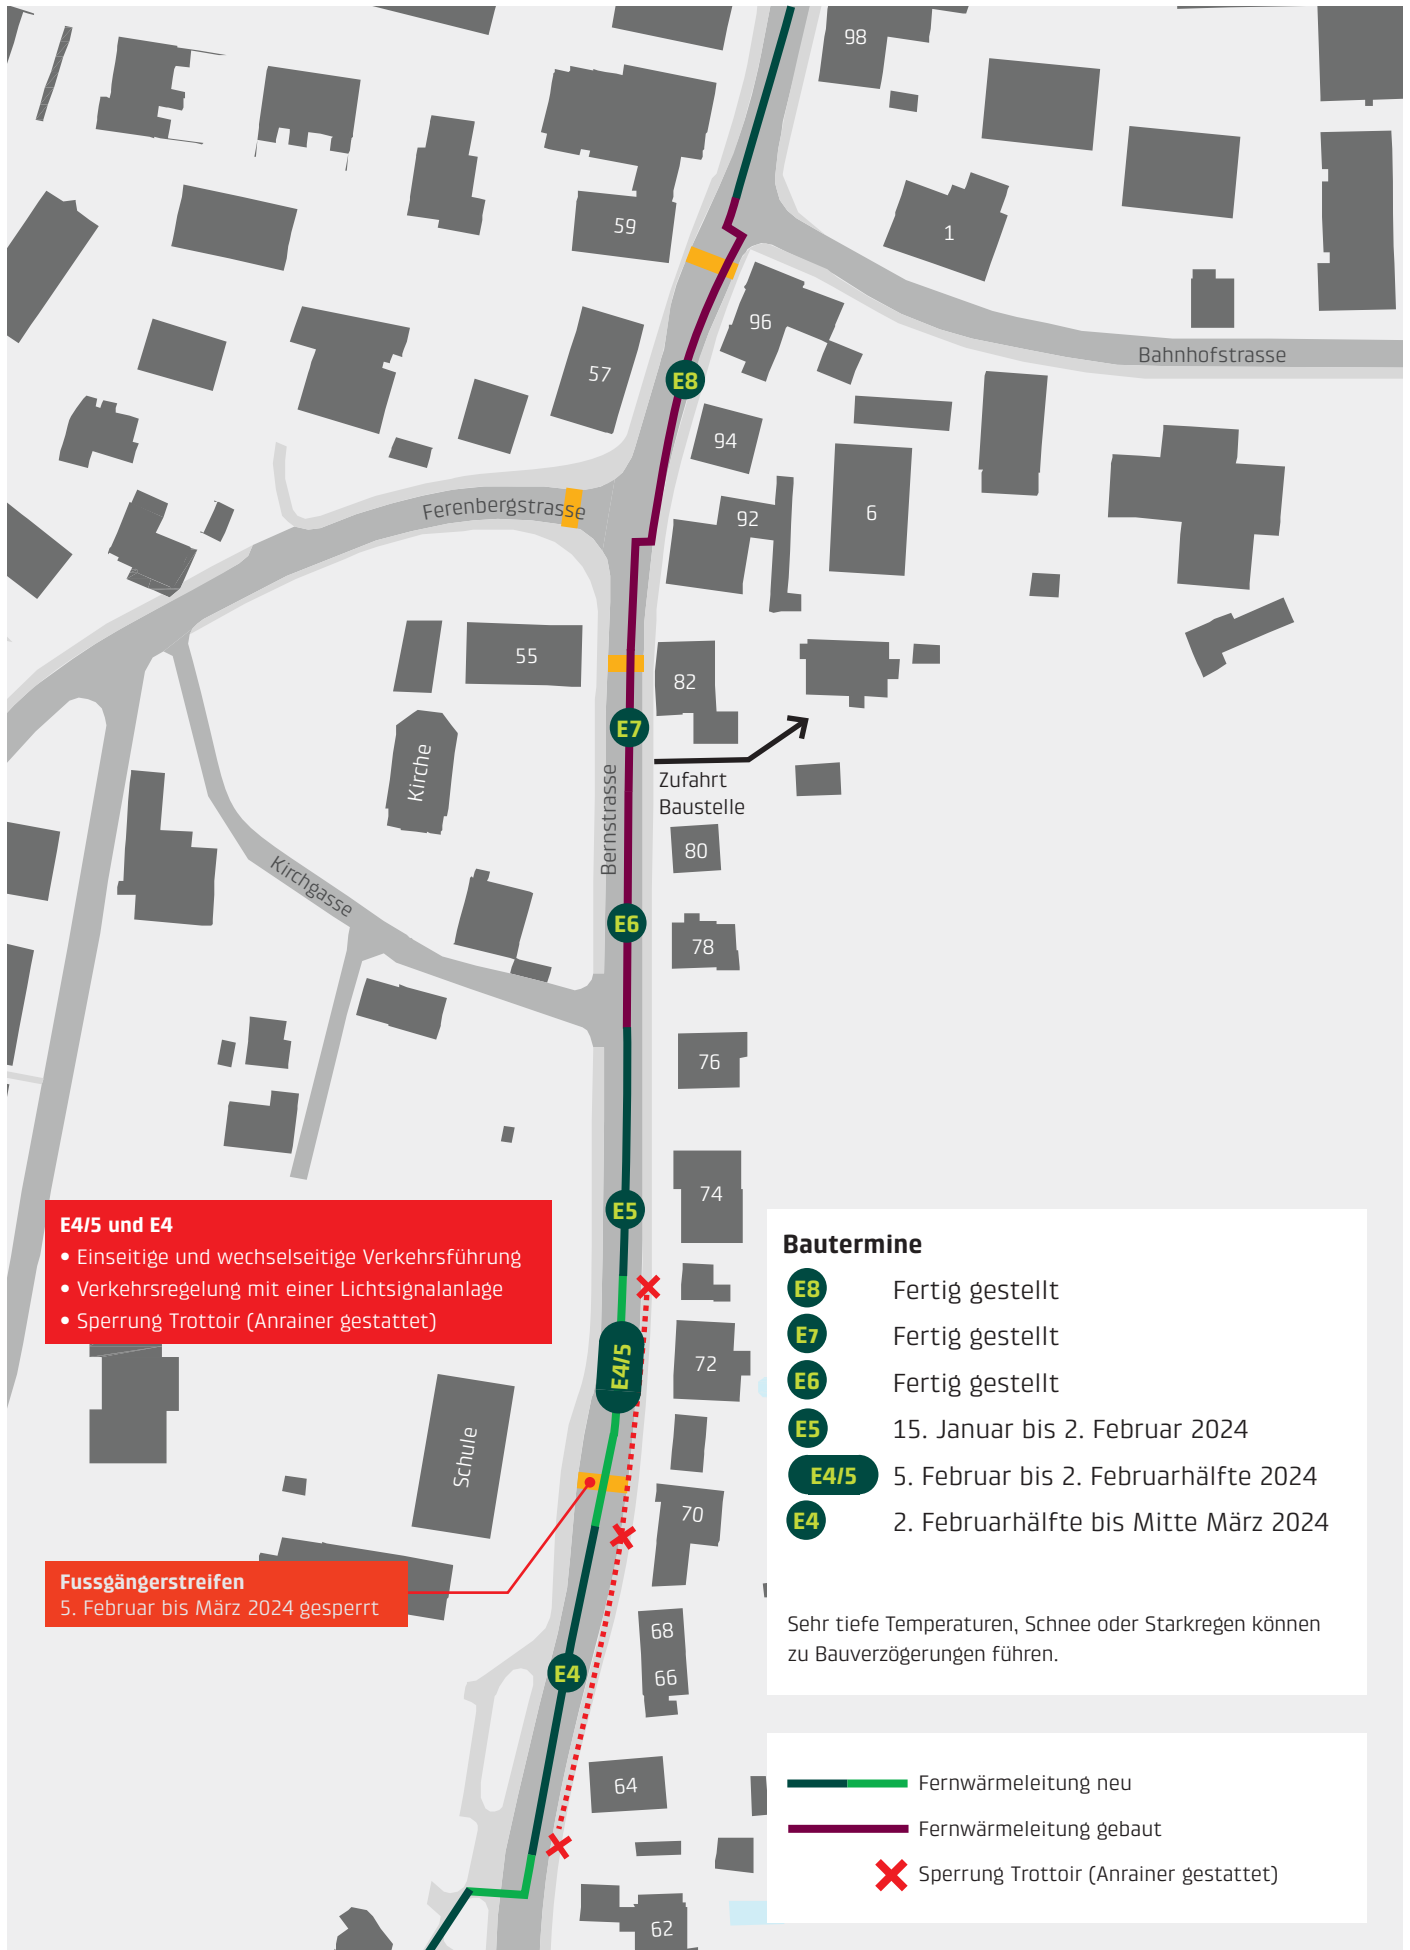 98
59
1
96
Bahnhofstrasse
57
E8
94
Ferenbergstrasse
92
6
55
82
E7
Kirche
Zufahrt
Baustelle
Bernstrasse
80
Kirchgasse
E6
78
76
74
E5
E4/5 und E4
• Einseitige und wechselseitige Verkehrsführung
• Verkehrsregelung mit einer Lichtsignalanlage
• Sperrung Trottoir (Anrainer gestattet)
E4/5
72
Schule
70
Fussgängerstreifen
5. Februar bis März 2024 gesperrt
68
66
E4
64
62
Bautermine
E8 Fertig gestellt
E7 Fertig gestellt
E6 Fertig gestellt
E5 15. Januar bis 2. Februar 2024
E4/5 5. Februar bis 2. Februarhälfte 2024
E4 2. Februarhälfte bis Mitte März 2024
Sehr tiefe Temperaturen, Schnee oder Starkregen können
zu Bauverzögerungen führen.
Fernwärmeleitung neu
Fernwärmeleitung gebaut
Sperrung Trottoir (Anrainer gestattet)